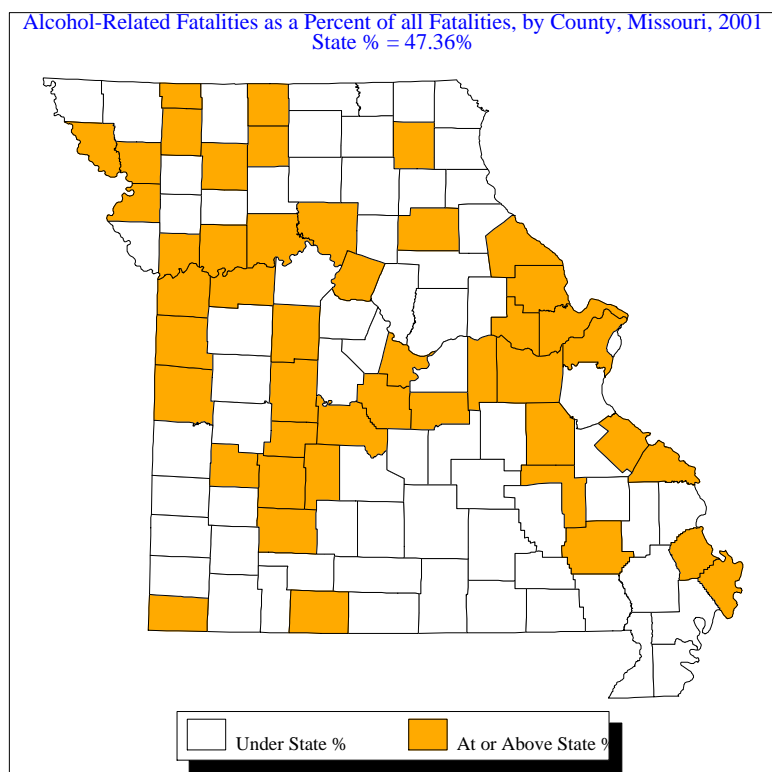 Alcohol-Related Fatalities as a Percent of all Fatalities, by County, Missouri, 2001
State % = 47.36%
Under State %
At or Above State %